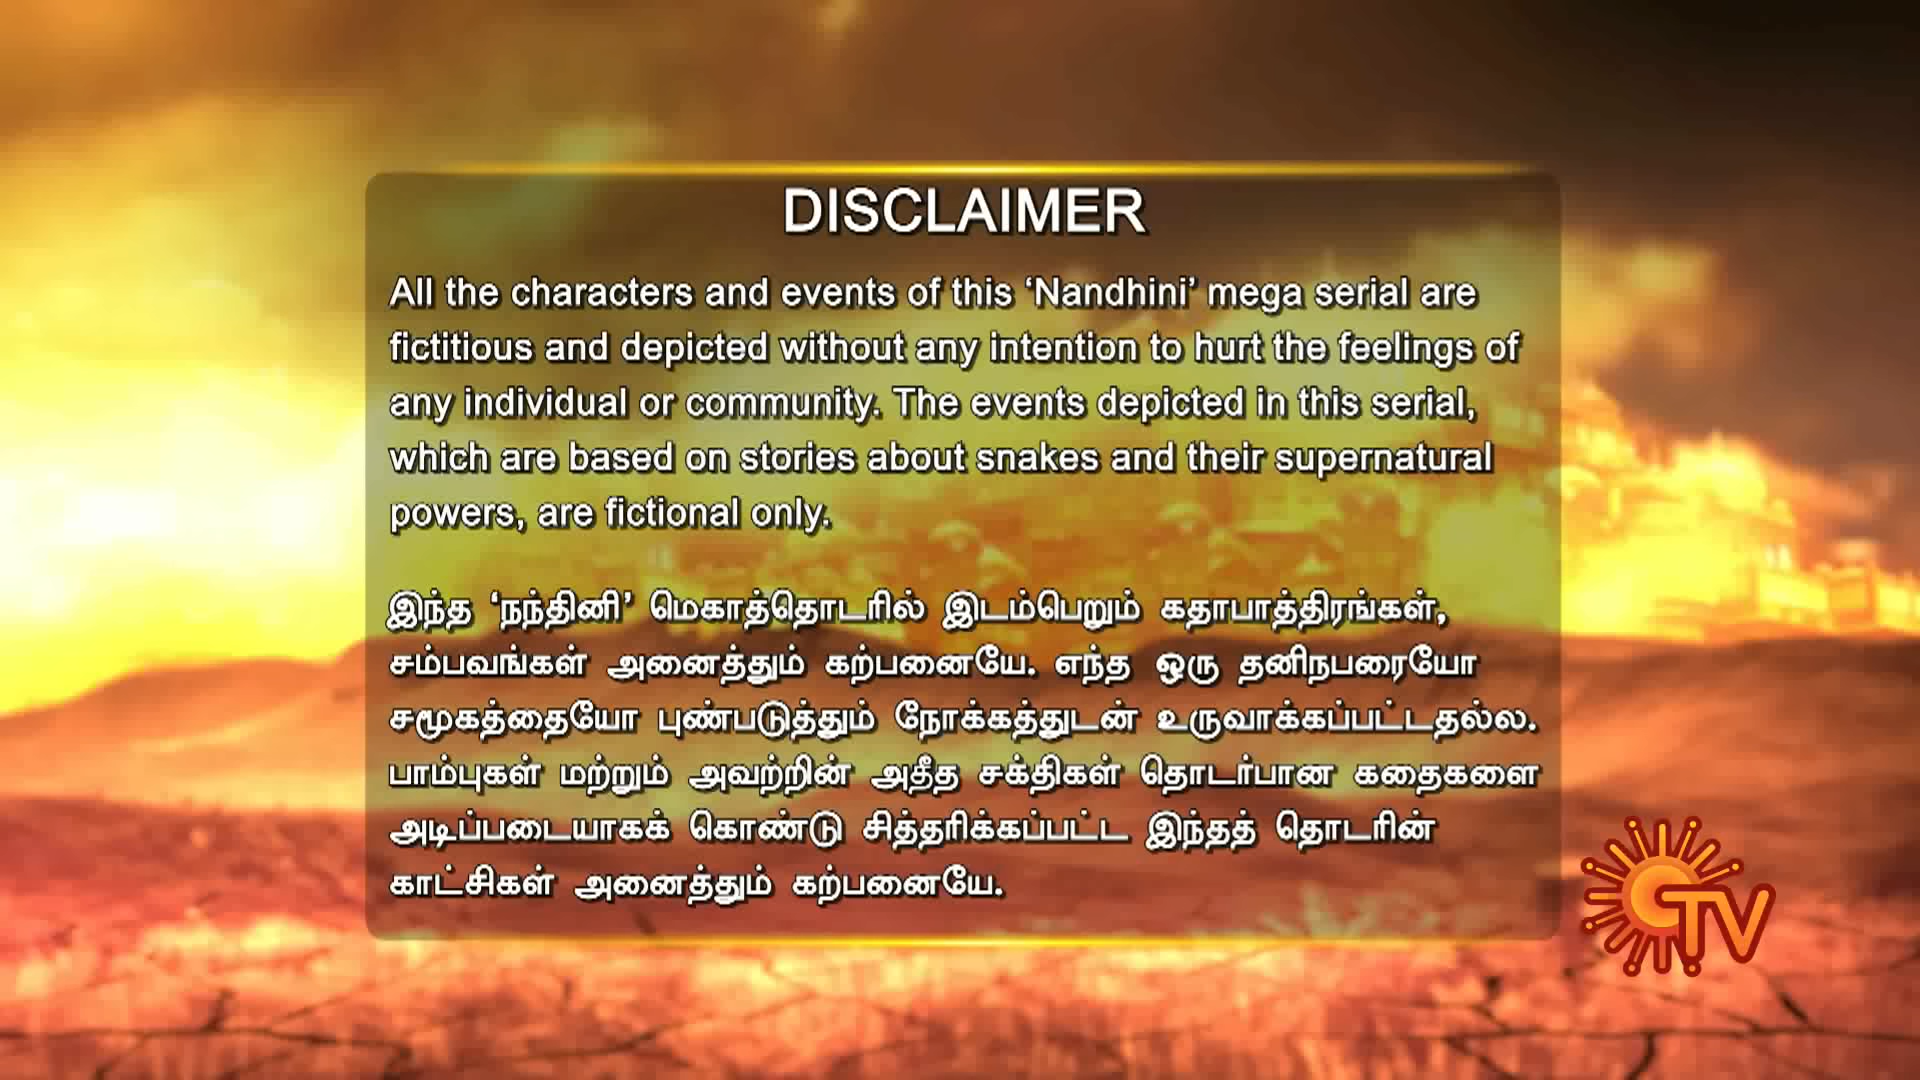 DISCLAIMER
All the characters and events of this ‘Nandhini’ mega serial are
fictitious and depicted without any intention to hurt the feelings of
any individual or community. The events depicted in this serial,
which are based on stories about snakes and their supernatural
powers, are fictional only.
இந்த ‘நந்தினி’ மெகாத்தொடரில் இடம்பெறும் கதாபாத்திரங்கள்,
சம்பவங்கள் அனைத்தும் கற்பனையே. எந்த ஒரு தனிநபரையோ
சமூகத்தையோ புண்படுத்தும் நோக்கத்துடன் உருவாக்கப்பட்டதல்ல.
பாம்புகள் மற்றும் அவற்றின் அதீத சக்திகள் தொடர்பான கதைகளை
அடிப்படையாகக் கொண்டு சித்தரிக்கப்பட்ட இந்தத் தொடரின்
காட்சிகள் அனைத்தும் கற்பனையே.
TV